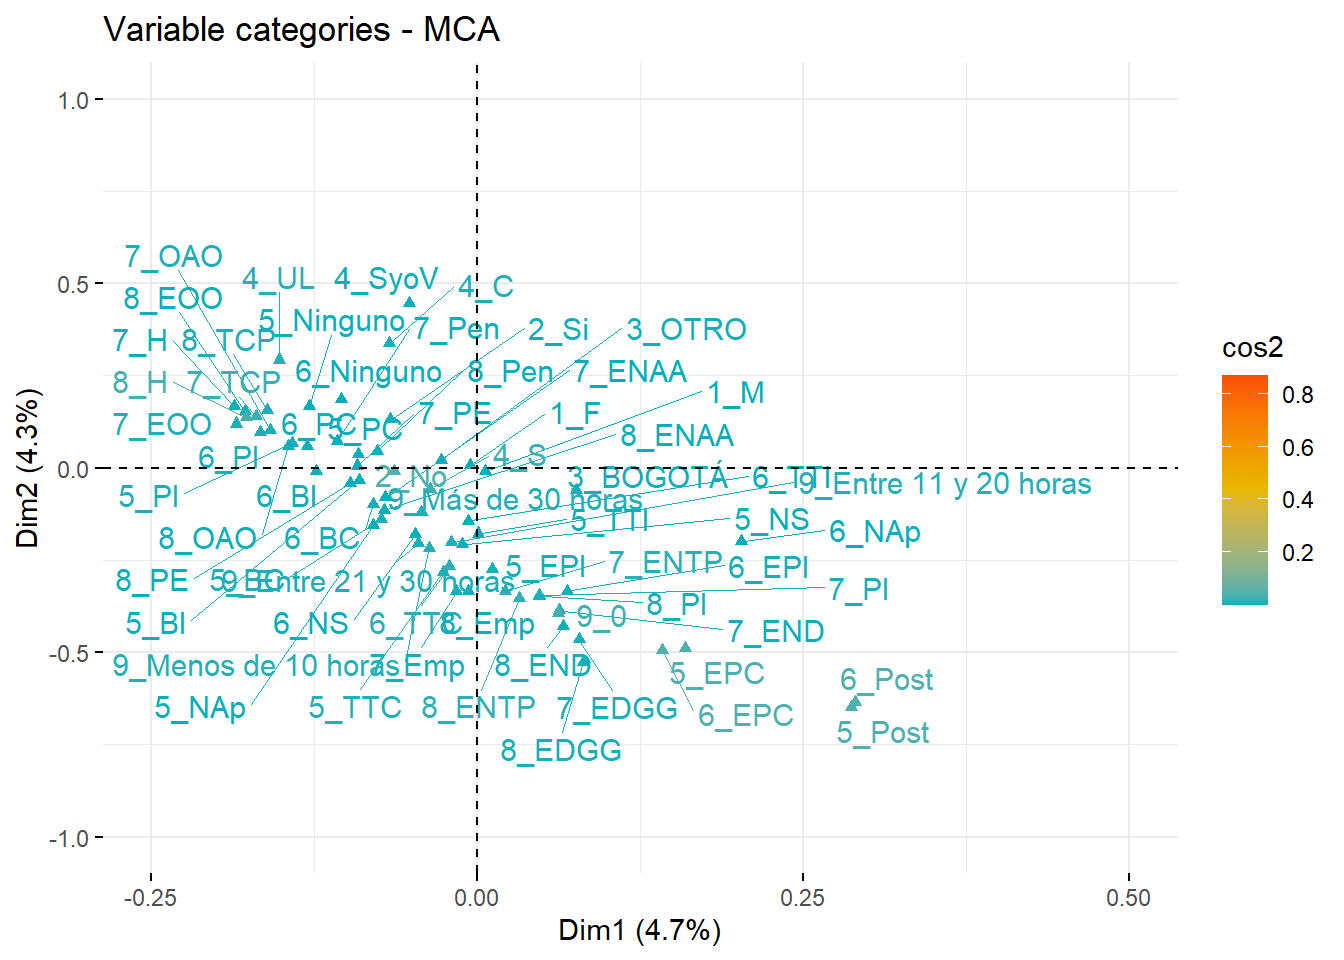 Variable categories - MCA
1.0
7_OAO
4_UL
4_SyoV
4_C
0.5
8_EOO
5_Ninguno
7_Pen
2_Si
3_OTRO
7_H
8_TCP
6_Ninguno
8_Pen
7_ENAA
8_H
7_TCP
1_M
7_EOO
6_PC
5_PC
7_PE
1_F
8_ENAA
6_PI
4_S
0.0
2_No
3_BOGOTÁ
6_TTI
9_Entre 11 y 20 horas
5_PI
6_BI
9_Más de 30 horas
5_TTI
5_NS
6_NAp
8_OAO
6_BC
5_EPI
7_ENTP
6_EPI
8_PE
5_BC
9_Entre 21 y 30 horas
7_PI
8_PI
5_BI
6_NS
6_TTC
8_Emp
9_0
7_END
-0.5
9_Menos de 10 horas
7_Emp
8_END
5_EPC
6_Post
5_NAp
5_TTC
8_ENTP
7_EDGG
6_EPC
5_Post
8_EDGG
-1.0
-0.25
0.00
0.25
0.50
Dim1 (4.7%)
Dim2 (4.3%)
cos2
0.8
0.6
0.4
0.2